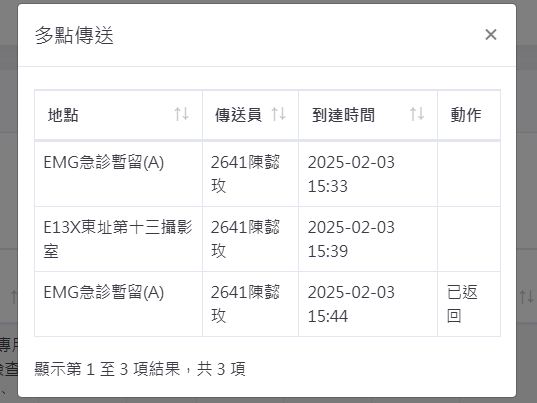 多點傳送
×
地點 傳送員 到達時間 動作
EMG急診暫留(A) 2641陳懿 2025-02-03
玫 15:33
E13X東址第十三攝影 2641陳懿 2025-02-03
室 玫 15:39
EMG急診暫留(A) 2641陳懿 2025-02-03 已返
玫 15:44 回
顯示第 1 至 3 項結果，共 3 項
專用
檢查